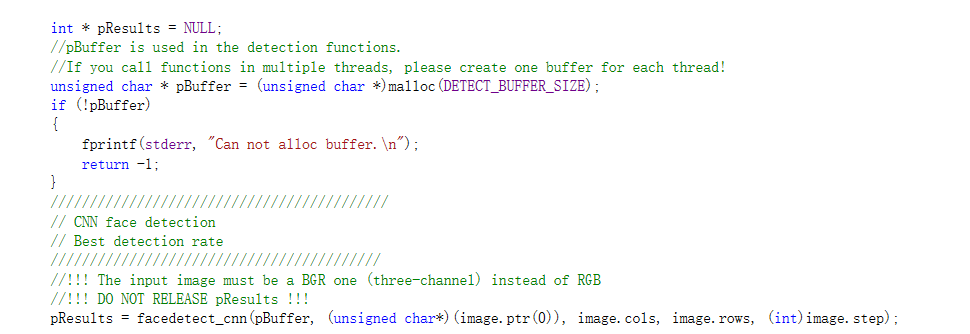 int * pResults = NULL;
//pBuffer is used in the detection functions.
//If you call functions in multiple threads, please create one buffer for each thread!
unsigned char * pBuffer = (unsigned char *)malloc(DETECT_BUFFER_SIZE);
if (!pBuffer)
{
    fprintf(stderr, "Can not alloc buffer.\n");
    return -1;
}
///////////////////////////////////////////
// CNN face detection
// Best detection rate
//////////////////////////////////////////
//!!! The input image must be a BGR one (three-channel) instead of RGB
//!!! DO NOT RELEASE pResults !!!
pResults = facedetect_cnn(pBuffer, (unsigned char*)(image.ptr(0)), image.cols, image.rows, (int)image.step);